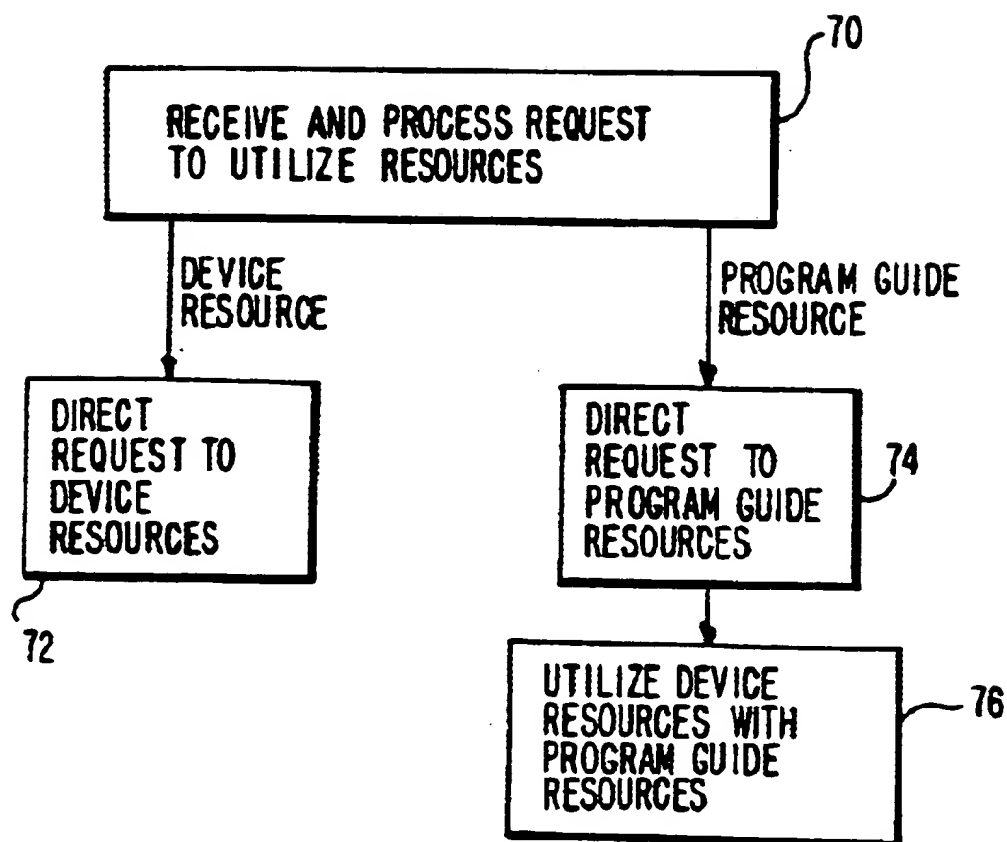 70
RECEIVE AND PROCESS REQUEST
TO UTILIZE RESOURCES
DEVICE
RESOURCE
PROGRAM GUIDE
RESOURCE
DIRECT
REQUEST TO
DEVICE
RESOURCES
72
DIRECT
REQUEST TO
PROGRAM GUIDE
RESOURCES
74
UTILIZE DEVICE
RESOURCES WITH
PROGRAM GUIDE
RESOURCES
76